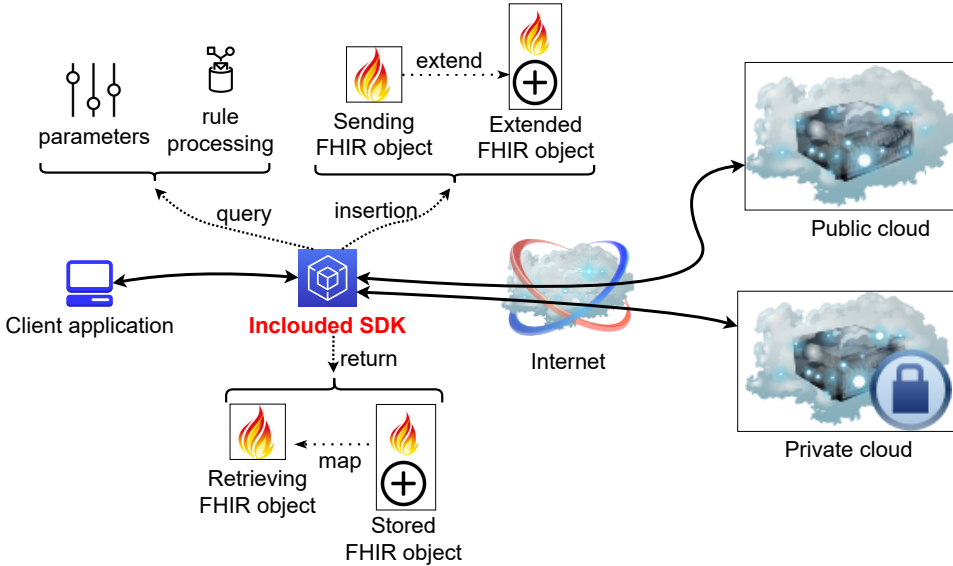 parameters
rule
processing
extend
Sending
FHIR object
Extended
FHIR object
query
insertion
Public cloud
Client application
Inclouded SDK
Internet
return
Private cloud
map
Retrieving
FHIR object
Stored
FHIR object